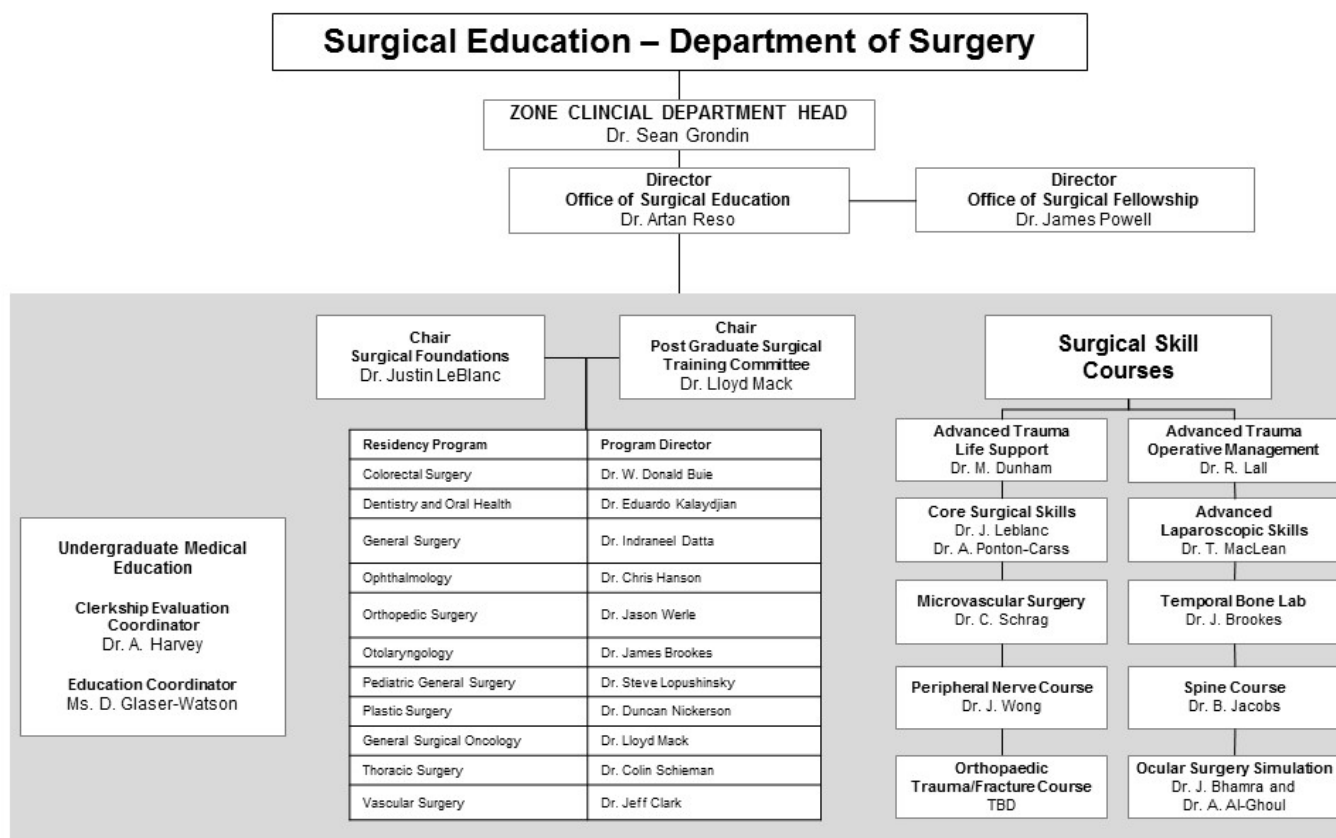 Surgical Education – Department of Surgery
ZONE CLINCIAL DEPARTMENT HEAD
Dr. Sean Grondin
Director
Office of Surgical Education
Dr. Artan Reso
Director
Office of Surgical Fellowship
Dr. James Powell
Chair
Surgical Foundations
Dr. Justin LeBlanc
Chair
Post Graduate Surgical
Training Committee
Dr. Lloyd Mack
Surgical Skill
Courses
Undergraduate Medical
Education
Clerkship Evaluation
Coordinator
Dr. A. Harvey
Education Coordinator
Ms. D. Glaser-Watson
Residency Program Program Director
Colorectal Surgery Dr. W. Donald Buie
Dentistry and Oral Health Dr. Eduardo Kalaydjian
General Surgery Dr. Indraneel Datta
Ophthalmology Dr. Chris Hanson
Orthopedic Surgery Dr. Jason Werle
Otolaryngology Dr. James Brookes
Pediatric General Surgery Dr. Steve Lopushinsky
Plastic Surgery Dr. Duncan Nickerson
General Surgical Oncology Dr. Lloyd Mack
Thoracic Surgery Dr. Colin Schieman
Vascular Surgery Dr. Jeff Clark
Advanced Trauma
Life Support
Dr. M. Dunham
Advanced Trauma
Operative Management
Dr. R. Lall
Core Surgical Skills
Dr. J. Leblanc
Dr. A. Ponton-Carss
Advanced
Laparoscopic Skills
Dr. T. MacLean
Microvascular Surgery
Dr. C. Schrag
Temporal Bone Lab
Dr. J. Brookes
Peripheral Nerve Course
Dr. J. Wong
Spine Course
Dr. B. Jacobs
Orthopaedic
Trauma/Fracture Course
TBD
Ocular Surgery Simulation
Dr. J. Bhamra and
Dr. A. Al-Ghoul